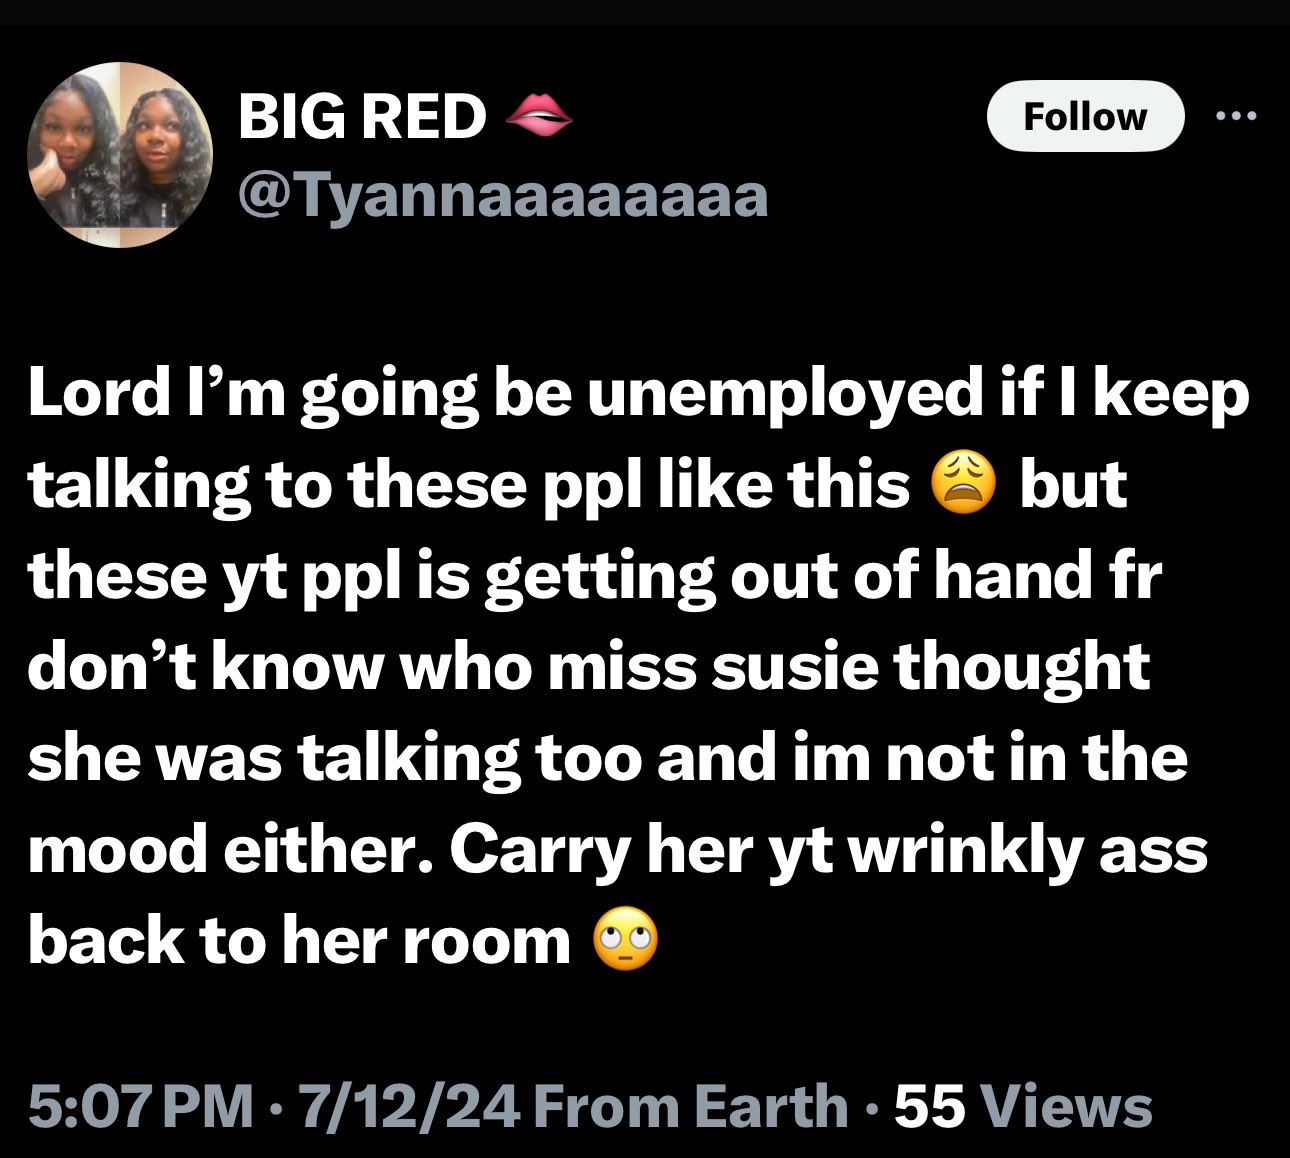 BIG RED 🫦
Follow
@Tyannaaaaaaaa
Lord I’m going be unemployed if I keep
talking to these ppl like this 😩 but
these yt ppl is getting out of hand fr
don’t know who miss susie thought
she was talking too and im not in the
mood either. Carry her yt wrinkly ass
back to her room 🙄
5:07 PM · 7/12/24 From Earth · 55 Views